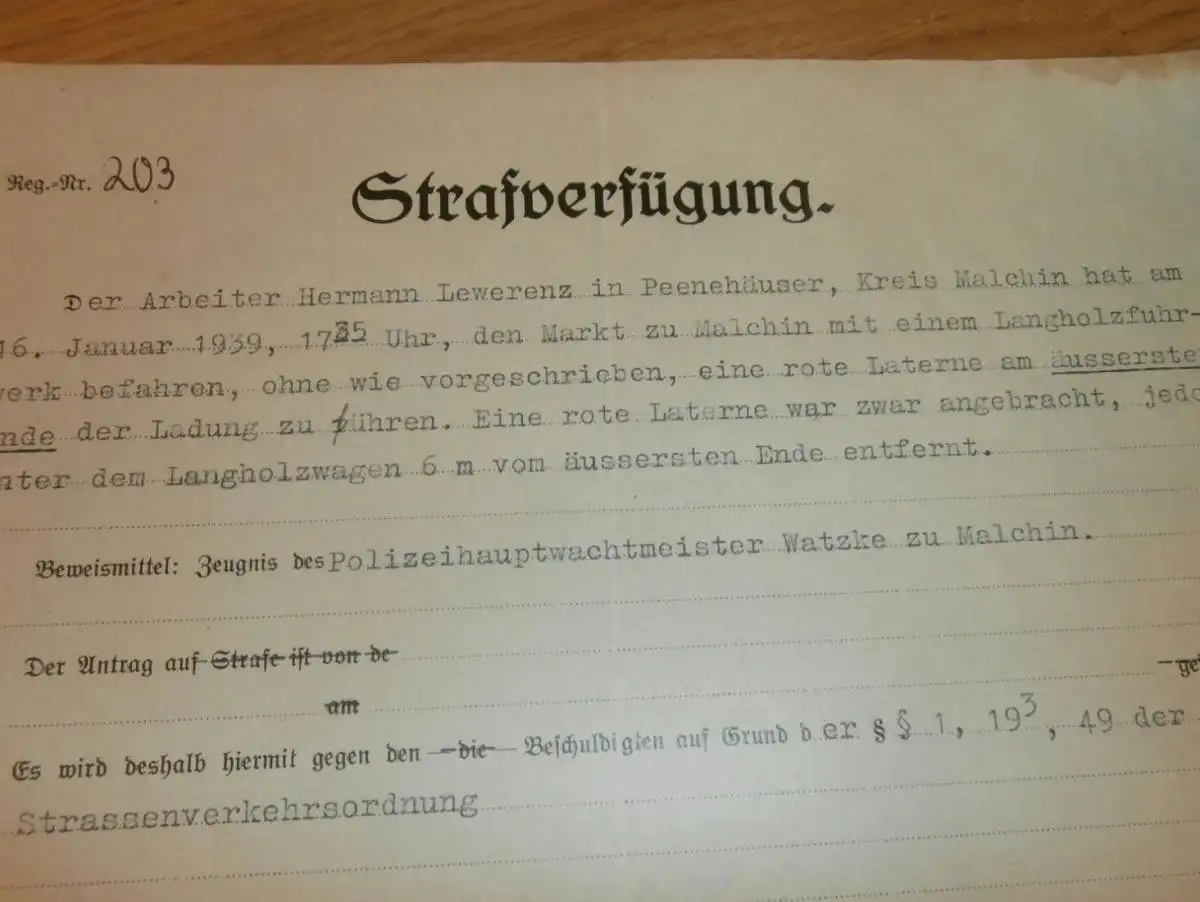 Reg.-Nr. 203
Strafverfügung.
Der Arbeiter Hermann Lewerenz in Peenehäuser, Kreis Malchin hat am
16. Januar 1939, 17 Uhr, den Markt zu Malchin mit einem Langholzfuhr-
werk befahren, ohne wie vorgeschrieben, eine rote Laterne am äusserste
nde der Ladung zu führen. Eine rote Laterne war zwar angebracht, jedo
nter dem Langholzwagen 6 m vom äussersten Ende entfernt.
Beweismittel: Zeugnis des Polizeihauptwachtmeister Watzke zu Malchin.
Der Antrag auf Strafe ist von de
am
Es wird deshalb hiermit gegen den die Beschuldigten auf Grund der §§ 1, 19³, 49 der
Strassenverkehrsordnung